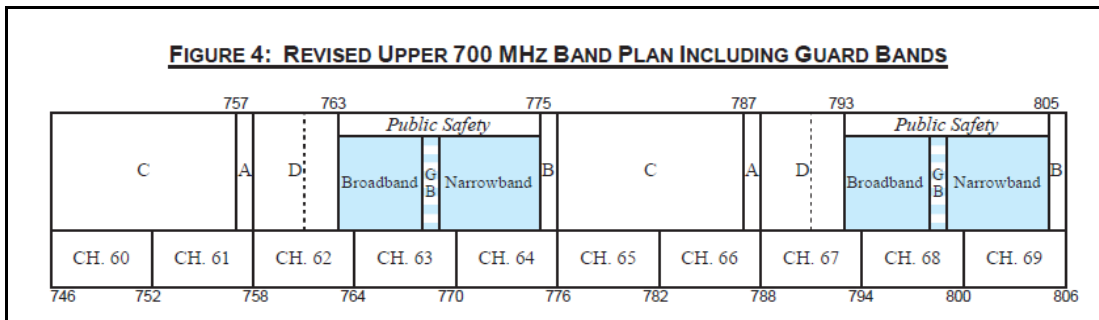 FIGURE 4: REVISED UPPER 700 MHZ BAND PLAN INCLUDING GUARD BANDS
757 763 775 787 793 805
Public Safety Public Safety
C A D Broadband GB Narrowband B C A D Broadband GB Narrowband B
CH. 60 CH. 61 CH. 62 CH. 63 CH. 64 CH. 65 CH. 66 CH. 67 CH. 68 CH. 69
746 752 758 764 770 776 782 788 794 800 806